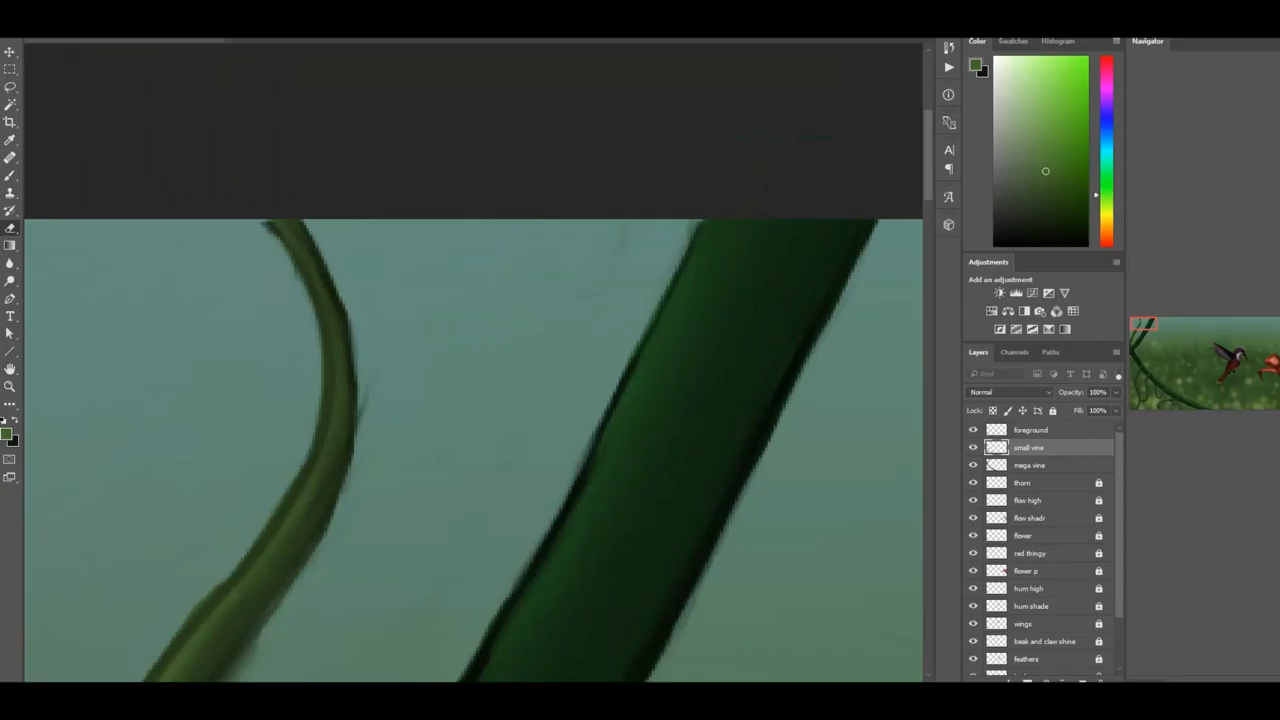 Color Swatches Histogram
Navigator
Adjustments
Add an adjustment
Layers Channels Paths
Kind
Normal Opacity: 100%
Lock: Fill: 100%
foreground
small vine
mega vine
thorn
flow high
flow shadr
flower
red thingy
flower p
hum high
hum shade
wings
beak and claw shine
feathers